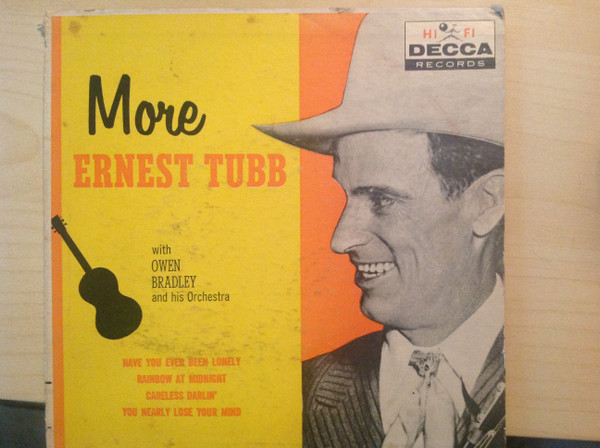 HI FI
DECCA
RECORDS
More
ERNEST TUBB
with
OWEN
BRADLEY
and his Orchestra
HAVE YOU EVER BEEN LONELY
RAINBOW AT MIDNIGHT
CARELESS DARLIN'
YOU NEARLY LOSE YOUR MIND